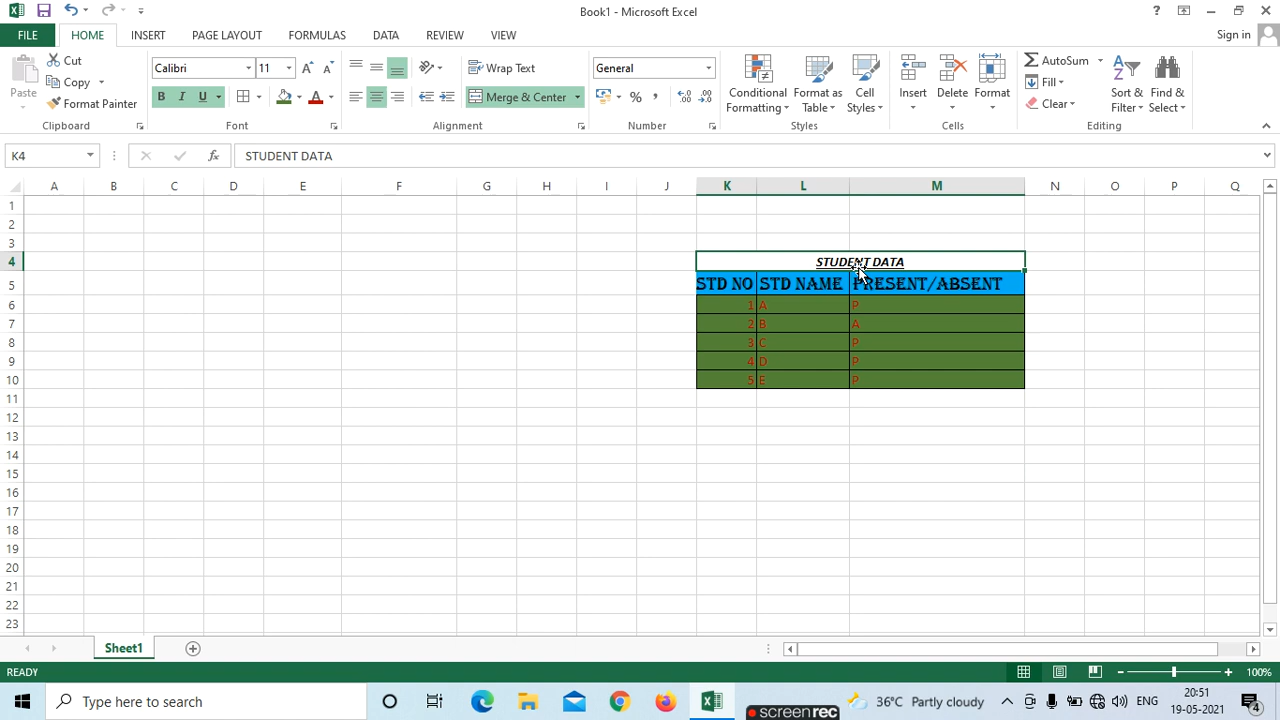 Book1 - Microsoft Excel
?
FILE HOME INSERT PAGE LAYOUT FORMULAS DATA REVIEW VIEW
Sign in
Paste
Cut
Copy
Format Painter
Clipboard
Calibri 11
B I U
Font
Wrap Text
Merge & Center
Alignment
General
%
Number
Conditional Formatting
Format as Table
Cell Styles
Styles
Insert Delete Format
Cells
AutoSum
Fill
Clear
Sort & Filter
Find & Select
Editing
K4
fx
STUDENT DATA
A B C D E F G H I J K L M N O P Q
1
2
3
4 STUDENT DATA
5 STD NO STD NAME PRESENT/ABSENT
6 1 A P
7 2 B A
8 3 C P
9 4 D P
10 5 E P
11
12
13
14
15
16
17
18
19
20
21
22
23
Sheet1
READY
100%
Type here to search
screenrec
36°C Partly cloudy
ENG
20:51
19-05-2021
4